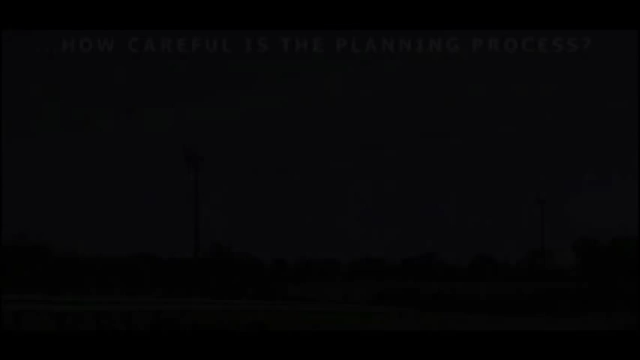 ...HOW CAREFUL IS THE PLANNING PROCESS?